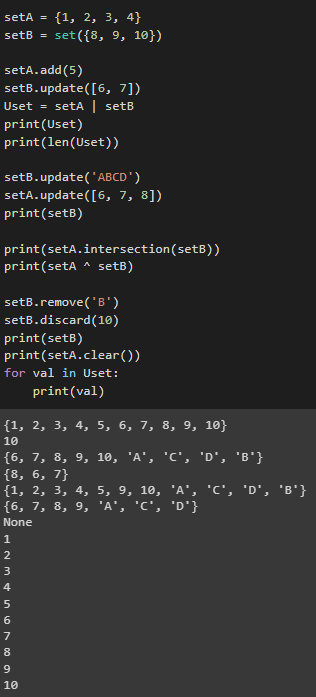 setA = {1, 2, 3, 4}
setB = set({8, 9, 10})

setA.add(5)
setB.update([6, 7])
Uset = setA | setB
print(Uset)
print(len(Uset))

setB.update('ABCD')
setA.update([6, 7, 8])
print(setB)

print(setA.intersection(setB))
print(setA ^ setB)

setB.remove('B')
setB.discard(10)
print(setB)
print(setA.clear())
for val in Uset:
    print(val)
{1, 2, 3, 4, 5, 6, 7, 8, 9, 10}
10
{6, 7, 8, 9, 10, 'A', 'C', 'D', 'B'}
{8, 6, 7}
{1, 2, 3, 4, 5, 9, 10, 'A', 'C', 'D', 'B'}
{6, 7, 8, 9, 'A', 'C', 'D'}
None
1
2
3
4
5
6
7
8
9
10